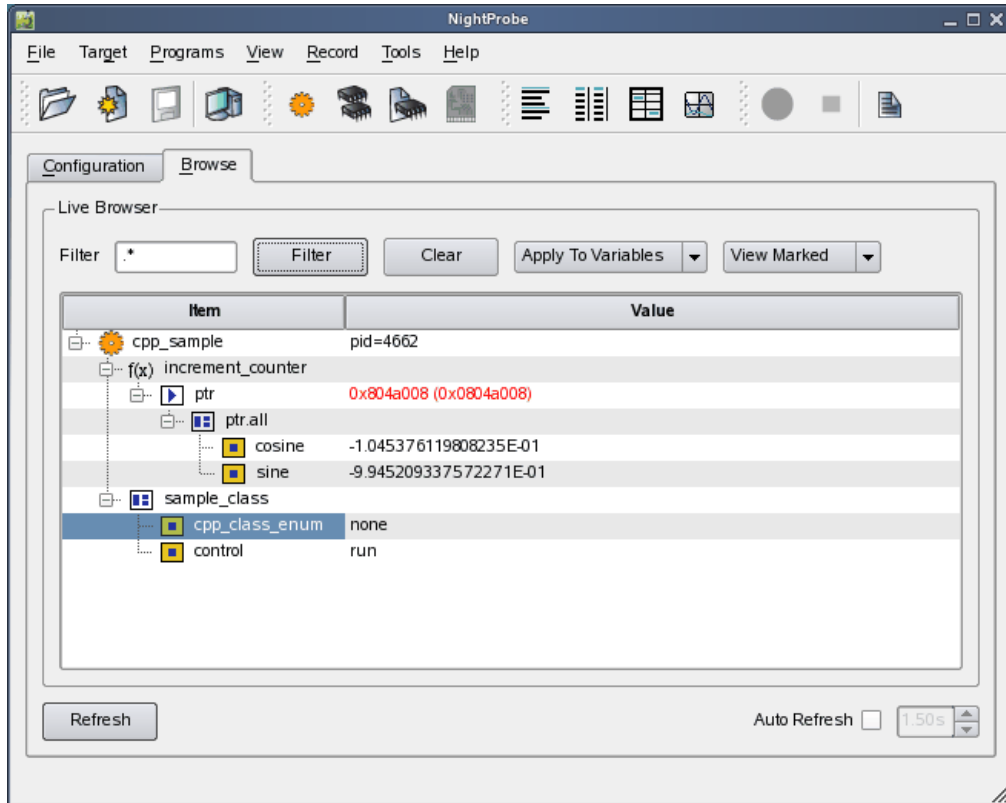 NightProbe
File Target Programs View Record Tools Help
Configuration Browse
Live Browser
Filter .* Filter Clear Apply To Variables View Marked
Item Value
cpp_sample pid=4662
f(x) increment_counter
ptr 0x804a008 (0x0804a008)
ptr.all
cosine -1.045376119808235E-01
sine -9.945209337572271E-01
sample_class
cpp_class_enum none
control run
Refresh Auto Refresh 1.50s